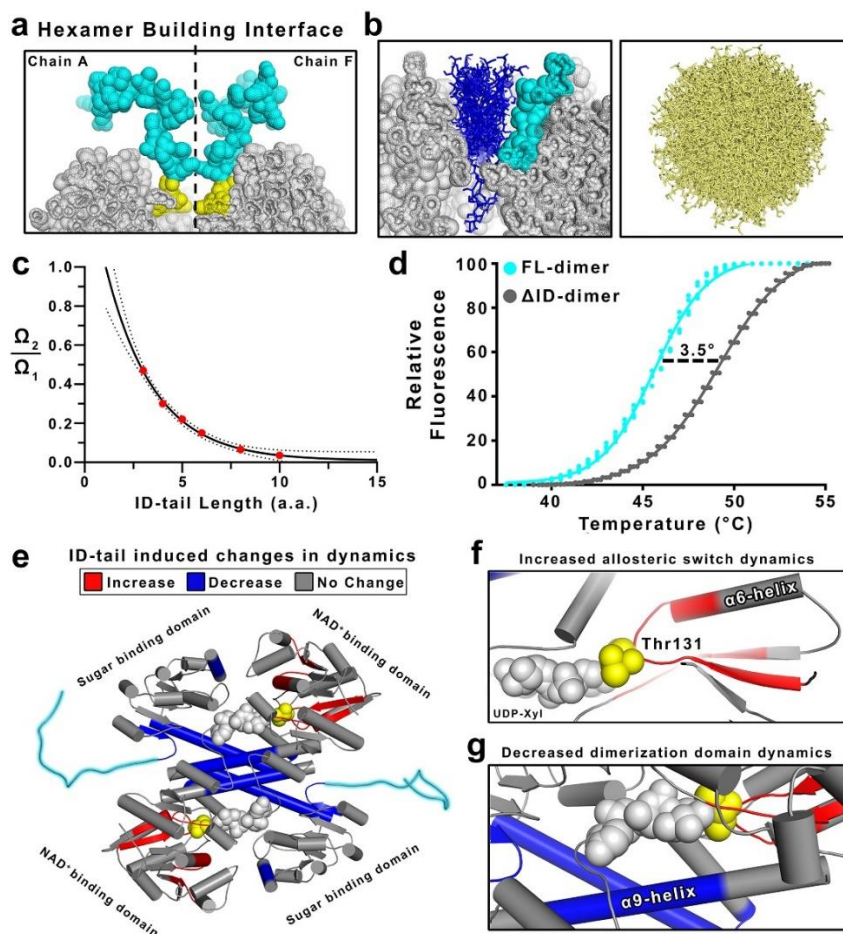 a Hexamer Building Interface
Chain A
Chain F
b
c
1.0
0.8
0.6
0.4
0.2
0.0
Ω2
Ω1
0 5 10 15
ID-tail Length (a.a.)
d
FL-dimer
ΔID-dimer
3.5°
100
80
60
40
20
0
Relative
Fluorescence
40 45 50 55
Temperature (°C)
e ID-tail induced changes in dynamics
Increase Decrease No Change
Sugar binding domain
NAD+ binding domain
NAD+ binding domain
Sugar binding domain
f
Increased allosteric switch dynamics
α6-helix
Thr131
UDP-Xyl
g
Decreased dimerization domain dynamics
α9-helix